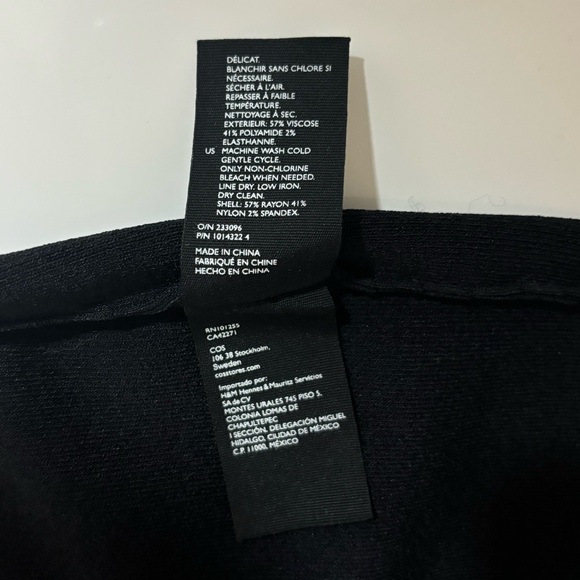 DÉLICAT.
BLANCHIR SANS CHLORE SI
NÉCESSAIRE.
SÉCHER À L'AIR.
REPASSER À FAIBLE
TEMPÉRATURE.
NETTOYAGE À SEC.
EXTERIEUR: 57% VISCOSE
41% POLYAMIDE 2%
ELASTHANNE.
US MACHINE WASH COLD
GENTLE CYCLE.
ONLY NON-CHLORINE
BLEACH WHEN NEEDED.
LINE DRY. LOW IRON.
DRY CLEAN.
SHELL: 57% RAYON 41%
NYLON 2% SPANDEX.
O/N 233096
P/N 1014322 4
MADE IN CHINA
FABRIQUÉ EN CHINE
HECHO EN CHINA
RN101255
CA42271
COS
106 38 Stockholm,
Sweden
cosstores.com
Importado por:
H&M Hennes & Mauritz Servicios
SA de CV
MONTES URALES 745 PISO 5,
COLONIA LOMAS DE
CHAPULTEPEC
I SECCIÓN, DELEGACIÓN MIGUEL
HIDALGO, CIUDAD DE MÉXICO
C.P. 11000, MÉXICO